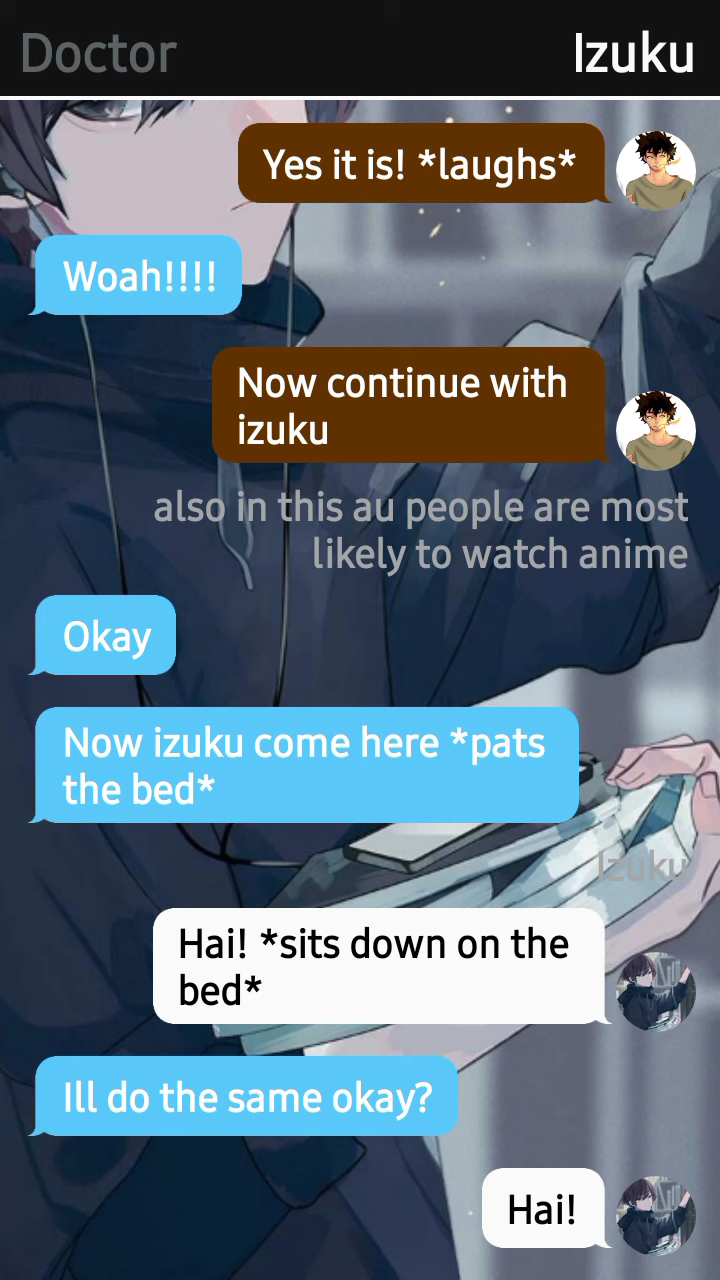 Doctor
Izuku
Yes it is! *laughs*
Woah!!!!
Now continue with
izuku
also in this au people are most
likely to watch anime
Okay
Now izuku come here *pats
the bed*
Izuku
Hai! *sits down on the
bed*
Ill do the same okay?
Hai!